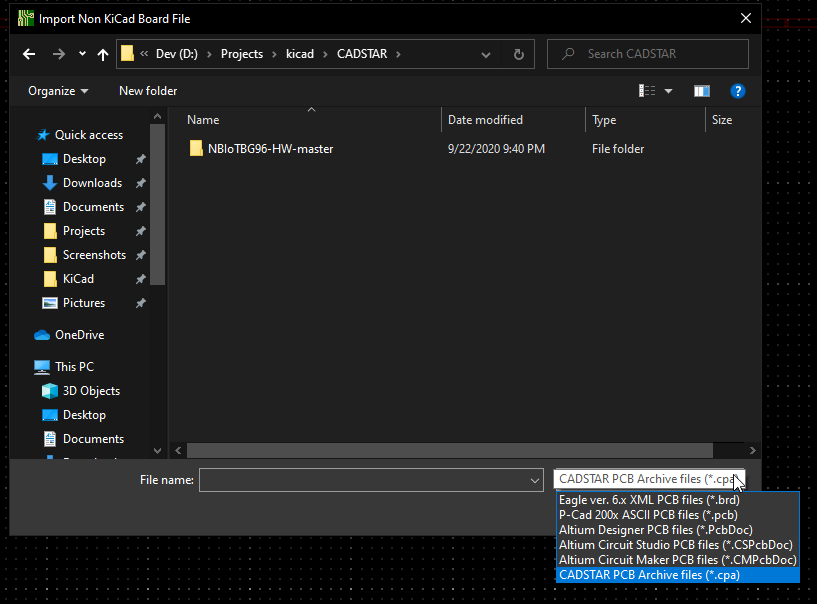 Import Non KiCad Board File
« Dev (D:) › Projects › kicad › CADSTAR ›
Search CADSTAR
Organize
New folder
?
Name
Date modified
Type
Size
Quick access
Desktop
Downloads
Documents
Projects
Screenshots
KiCad
Pictures
OneDrive
This PC
3D Objects
Desktop
Documents
NBIoTBG96-HW-master
9/22/2020 9:40 PM
File folder
File name:
CADSTAR PCB Archive files (*.cpa
Eagle ver. 6.x XML PCB files (*.brd)
P-Cad 200x ASCII PCB files (*.pcb)
Altium Designer PCB files (*.PcbDoc)
Altium Circuit Studio PCB files (*.CSPcbDoc)
Altium Circuit Maker PCB files (*.CMPcbDoc)
CADSTAR PCB Archive files (*.cpa)